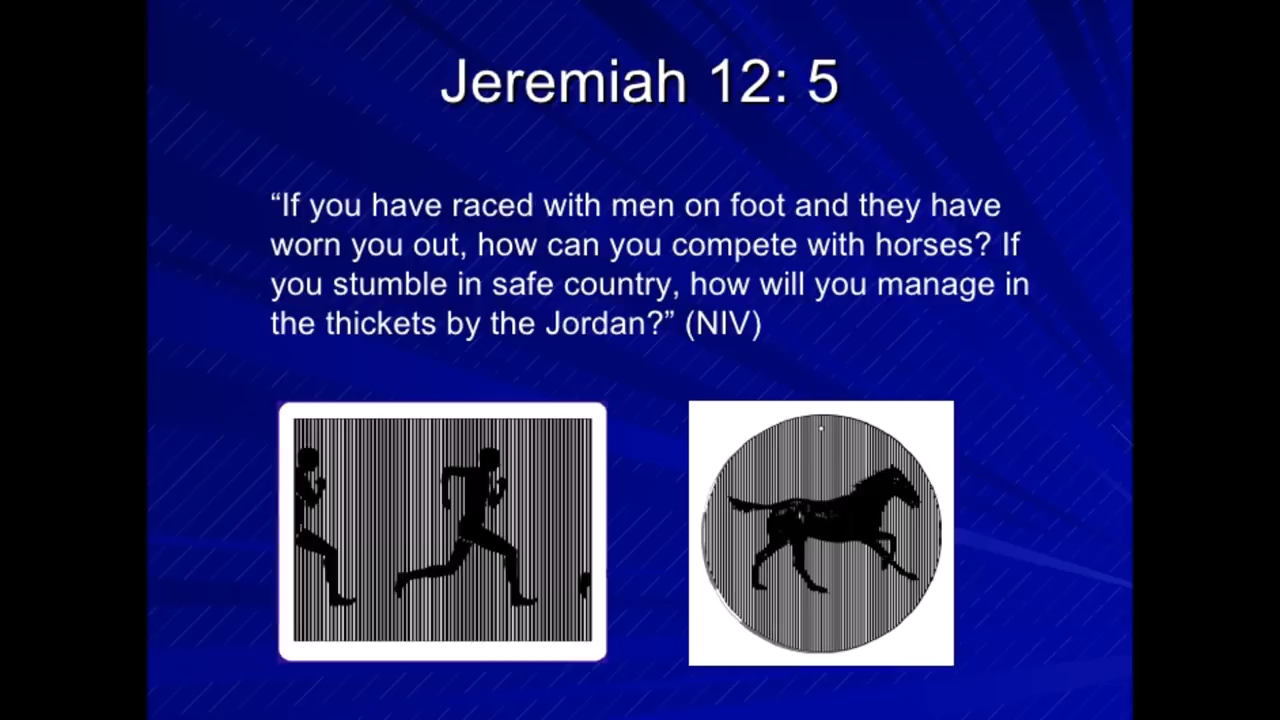 Jeremiah 12: 5
“If you have raced with men on foot and they have
worn you out, how can you compete with horses? If
you stumble in safe country, how will you manage in
the thickets by the Jordan?” (NIV)